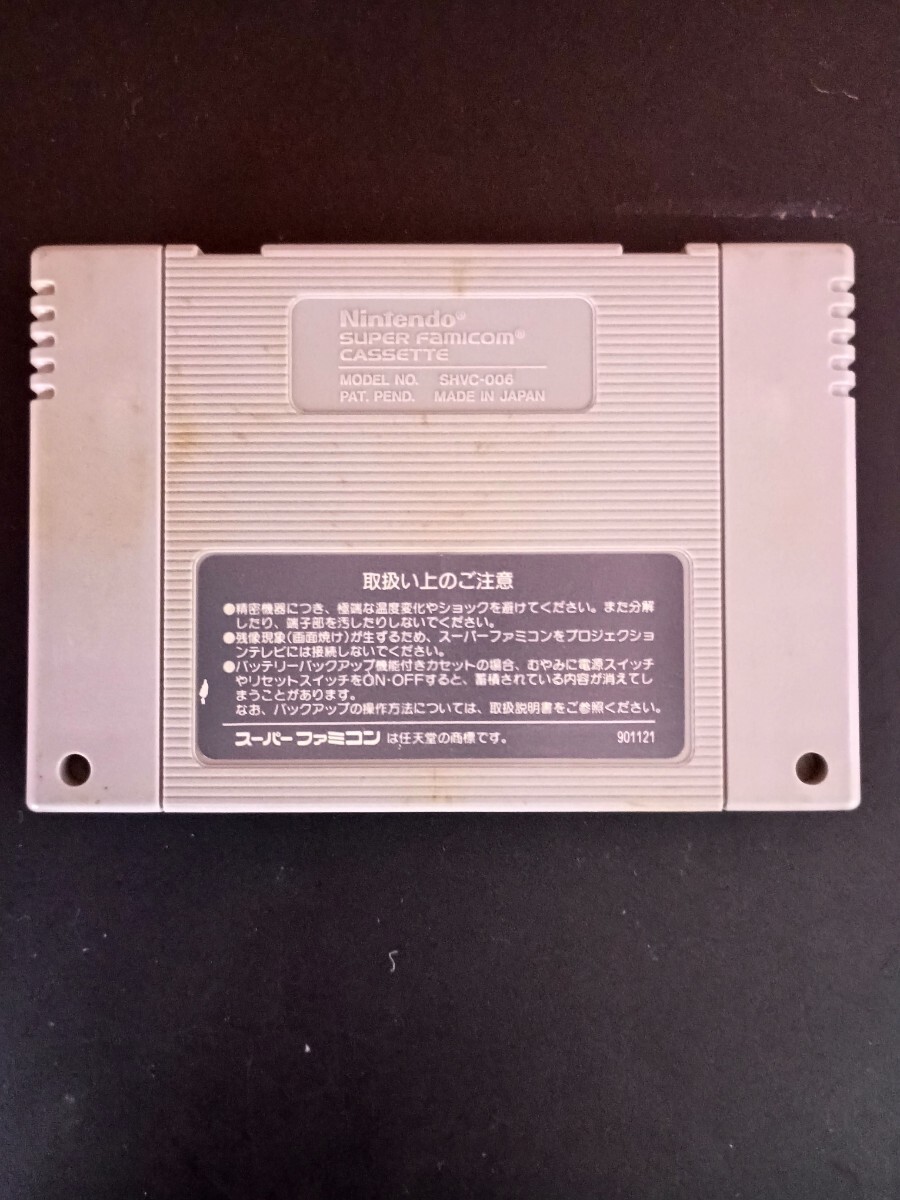 Nintendo®
SUPER FAMICOM®
CASSETTE
MODEL NO. SHVC-006
PAT. PEND. MADE IN JAPAN
取扱い上のご注意
●精密機器につき、極端な温度変化やショックを避けてください。また分解
したり、端子部を汚したりしないでください。
●残像現象(画面焼け)が生ずるため、スーパーファミコンをプロジェクショ
ンテレビには接続しないでください。
●バッテリーバックアップ機能付きカセットの場合、むやみに電源スイッチ
やリセットスイッチをON・OFFすると、蓄積されている内容が消えてし
まうことがあります。
なお、バックアップの操作方法については、取扱説明書をご参照ください。
スーパーファミコン は任天堂の商標です。 901121